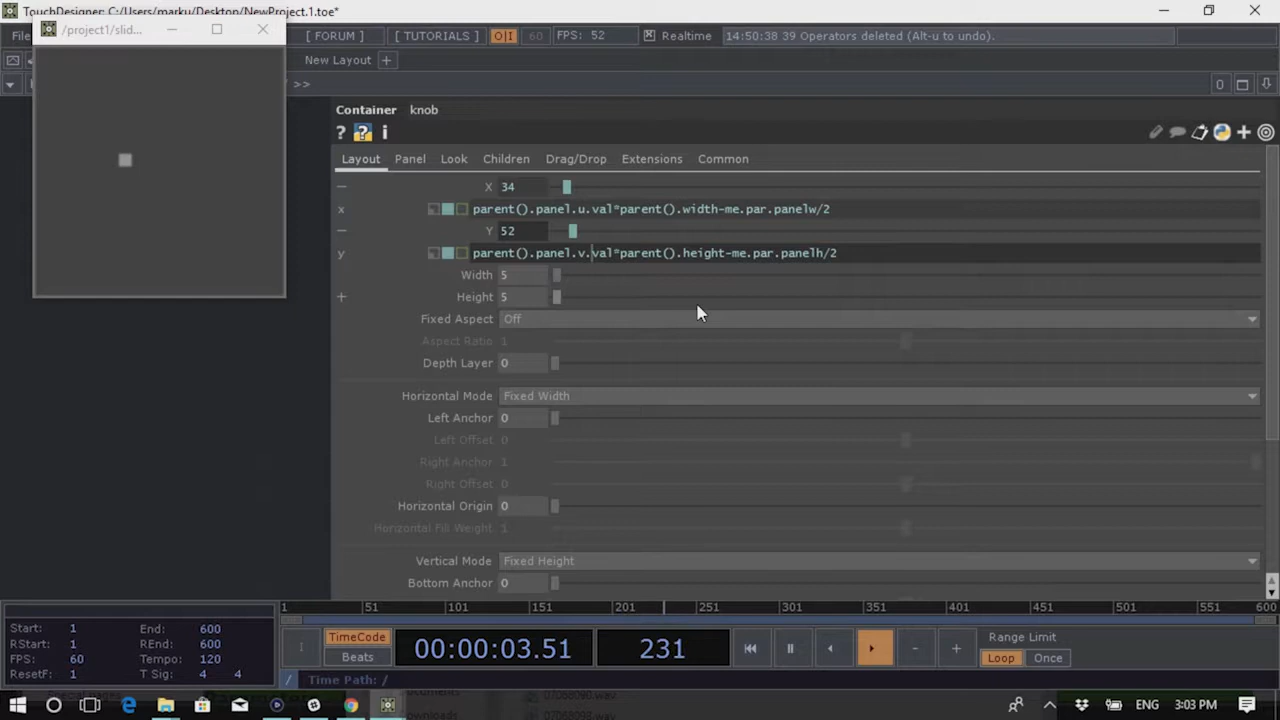 TouchDesigner: C:/Users/marku/Desktop/NewProject.1.toe*
/project1/slid...
File
[ FORUM ]
[ TUTORIALS ]
O|I
60
FPS: 52
Realtime
14:50:38 39 Operators deleted (Alt-u to undo).
New Layout +
>>
0
Container knob
? ? i
Layout Panel Look Children Drag/Drop Extensions Common
X 34
x parent().panel.u.val*parent().width-me.par.panelw/2
Y 52
y parent().panel.v.val*parent().height-me.par.panelh/2
Width 5
Height 5
Fixed Aspect Off
Aspect Ratio 1
Depth Layer 0
Horizontal Mode Fixed Width
Left Anchor 0
Left Offset 0
Right Anchor 1
Right Offset 0
Horizontal Origin 0
Horizontal Fill Weight 1
Vertical Mode Fixed Height
Bottom Anchor 0
1 51 101 151 201 251 301 351 401 451 501 551 600
Start: 1 End: 600
RStart: 1 REnd: 600
FPS: 60 Tempo: 120
ResetF: 1 T Sig: 4 4
TimeCode
Beats
00:00:03.51
231
Range Limit
Loop Once
/ Time Path: /
3:03 PM